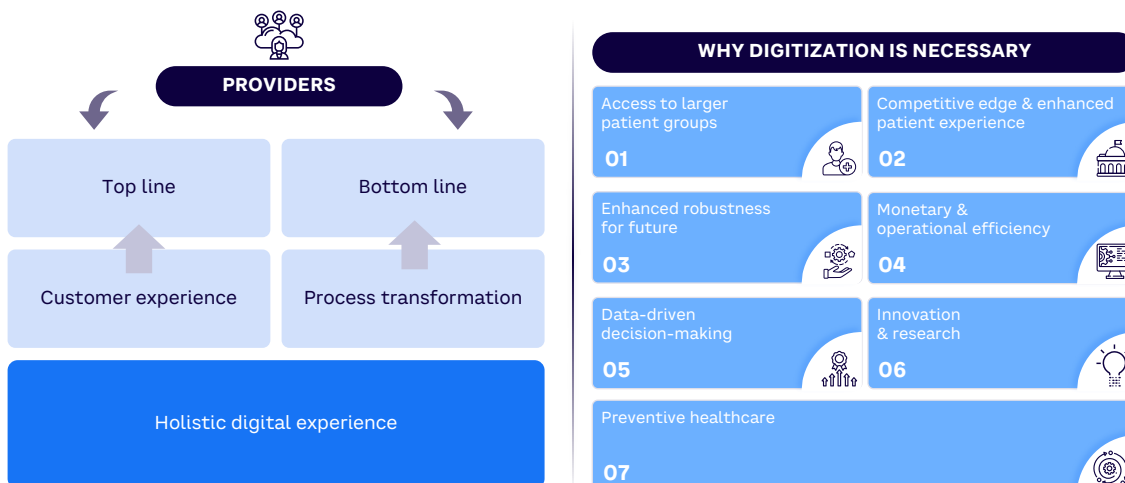 PROVIDERS
Top line
Bottom line
Customer experience
Process transformation
Holistic digital experience
WHY DIGITIZATION IS NECESSARY
Access to larger
patient groups
01
Competitive edge & enhanced
patient experience
02
Enhanced robustness
for future
03
Monetary &
operational efficiency
04
Data-driven
decision-making
05
Innovation
& research
06
Preventive healthcare
07